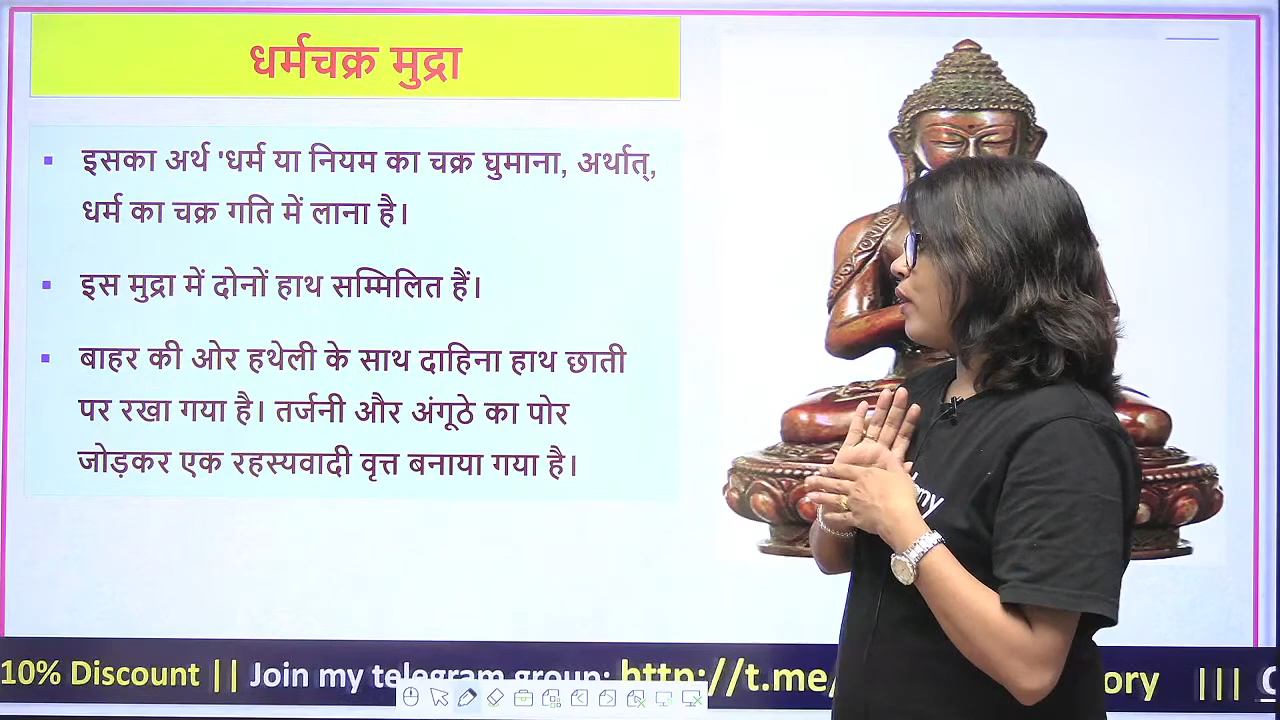 धर्मचक्र मुद्रा
▪ इसका अर्थ 'धर्म या नियम का चक्र घुमाना, अर्थात्,
धर्म का चक्र गति में लाना है।
▪ इस मुद्रा में दोनों हाथ सम्मिलित हैं।
▪ बाहर की ओर हथेली के साथ दाहिना हाथ छाती
पर रखा गया है। तर्जनी और अंगूठे का पोर
जोड़कर एक रहस्यवादी वृत्त बनाया गया है।
10% Discount || Join my telegram group: http://t.me/ ory |||